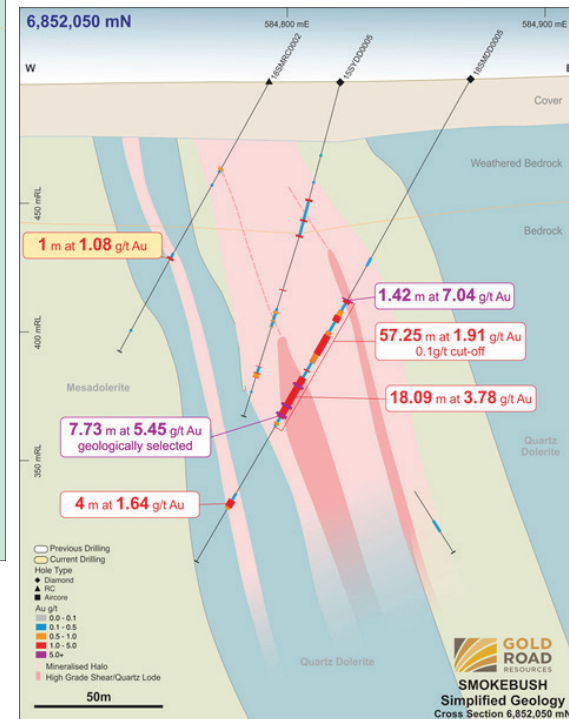 6,852,050 mN
584,800 mE
584,900 mE
W
E
18SMRC0002
15SYDD0005
18SMDD0005
Cover
Weathered Bedrock
Bedrock
450 mRL
400 mRL
350 mRL
1 m at 1.08 g/t Au
1.42 m at 7.04 g/t Au
57.25 m at 1.91 g/t Au
0.1g/t cut-off
18.09 m at 3.78 g/t Au
Mesadolerite
7.73 m at 5.45 g/t Au
geologically selected
Quartz
Dolerite
4 m at 1.64 g/t Au
Previous Drilling
Current Drilling
Hole Type
Diamond
RC
Aircore
Au g/t
0.0 - 0.1
0.1 - 0.5
0.5 - 1.0
1.0 - 5.0
5.0+
Mineralised Halo
High Grade Shear/Quartz Lode
50m
Quartz Dolerite
GOLD
ROAD
RESOURCES
SMOKEBUSH
Simplified Geology
Cross Section 6,852,050 mN